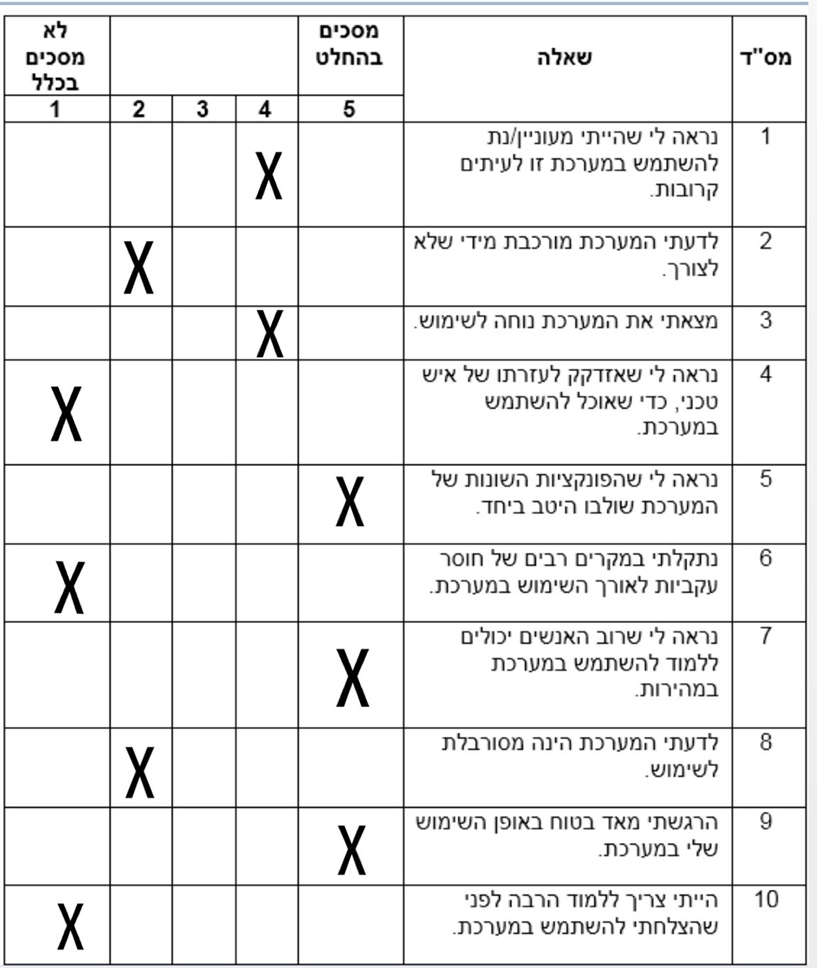 מס"ד
שאלה
מסכים
בהחלט
לא
מסכים
בכלל
5
4
3
2
1
1
נראה לי שהייתי מעוניין/נת
להשתמש במערכת זו לעיתים
קרובות.
X
2
לדעתי המערכת מורכבת מידי שלא
לצורך.
X
3
מצאתי את המערכת נוחה לשימוש.
X
4
נראה לי שאזדקק לעזרתו של איש
טכני, כדי שאוכל להשתמש
במערכת.
X
5
נראה לי שהפונקציות השונות של
המערכת שולבו היטב ביחד.
X
6
נתקלתי במקרים רבים של חוסר
עקביות לאורך השימוש במערכת.
X
7
נראה לי שרוב האנשים יכולים
ללמוד להשתמש במערכת
במהירות.
X
8
לדעתי המערכת הינה מסורבלת
לשימוש.
X
9
הרגשתי מאד בטוח באופן השימוש
שלי במערכת.
X
10
הייתי צריך ללמוד הרבה לפני
שהצלחתי להשתמש במערכת.
X